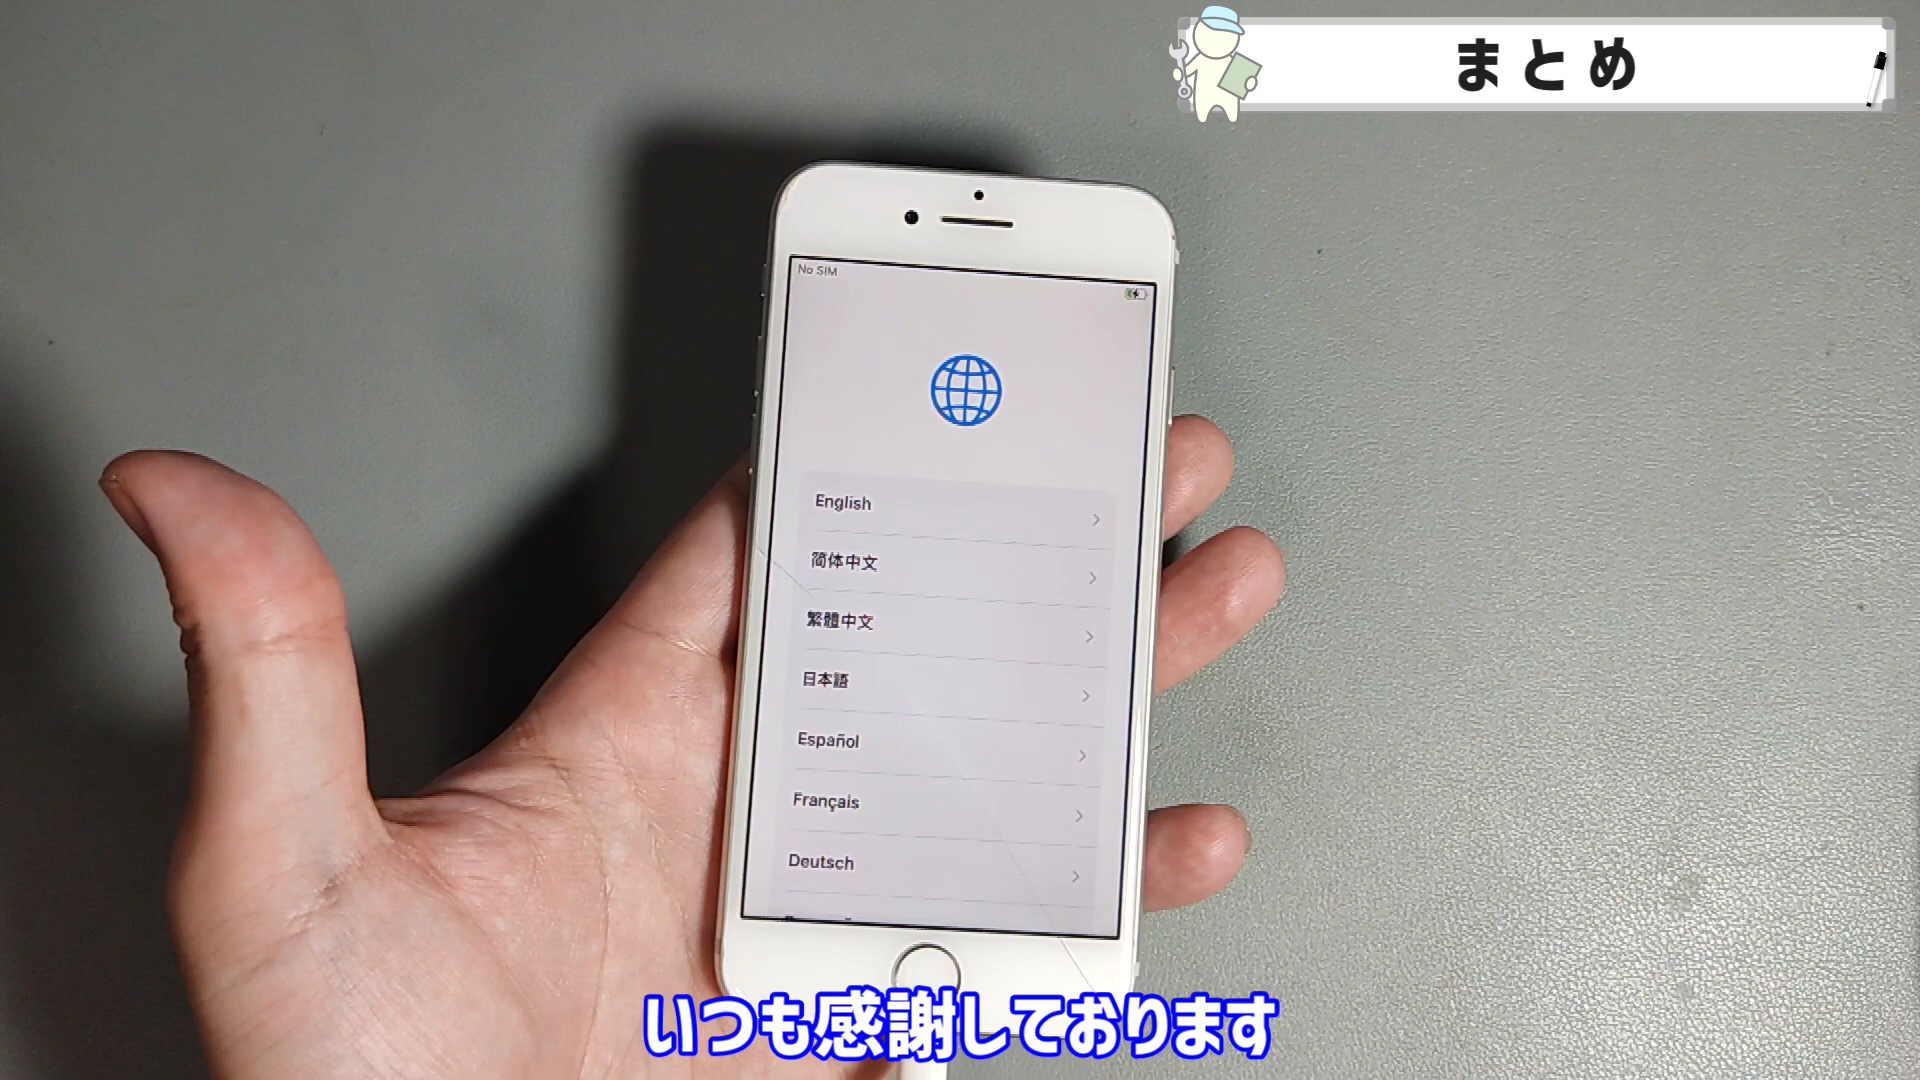 まとめ
No SIM
English
简体中文
繁體中文
日本語
Español
Français
Deutsch
いつも感謝しております